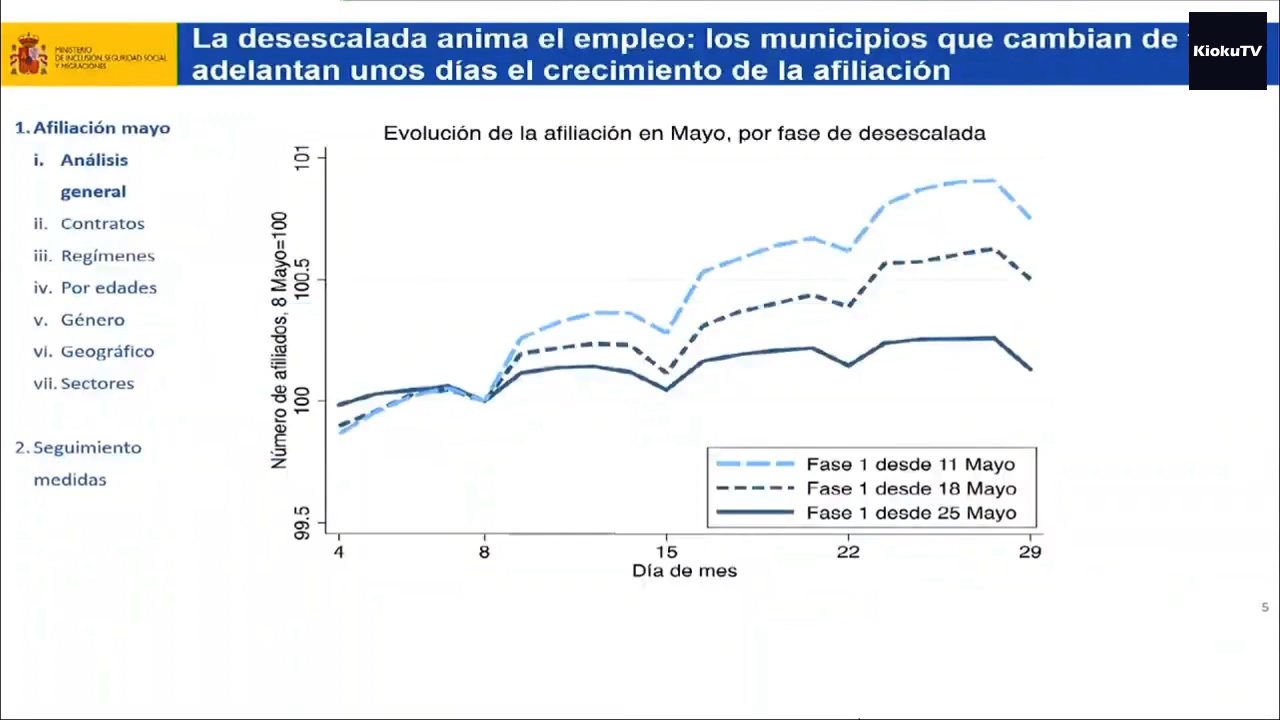 MINISTERIO
DE INCLUSIÓN, SEGURIDAD SOCIAL
Y MIGRACIONES
La desescalada anima el empleo: los municipios que cambian de
adelantan unos días el crecimiento de la afiliación
KiokuTV
1. Afiliación mayo
i. Análisis
general
ii. Contratos
iii. Regímenes
iv. Por edades
v. Género
vi. Geográfico
vii. Sectores
2. Seguimiento
medidas
Evolución de la afiliación en Mayo, por fase de desescalada
Número de afiliados, 8 Mayo=100
101
100.5
100
99.5
4 8 15 22 29
Día de mes
Fase 1 desde 11 Mayo
Fase 1 desde 18 Mayo
Fase 1 desde 25 Mayo
5